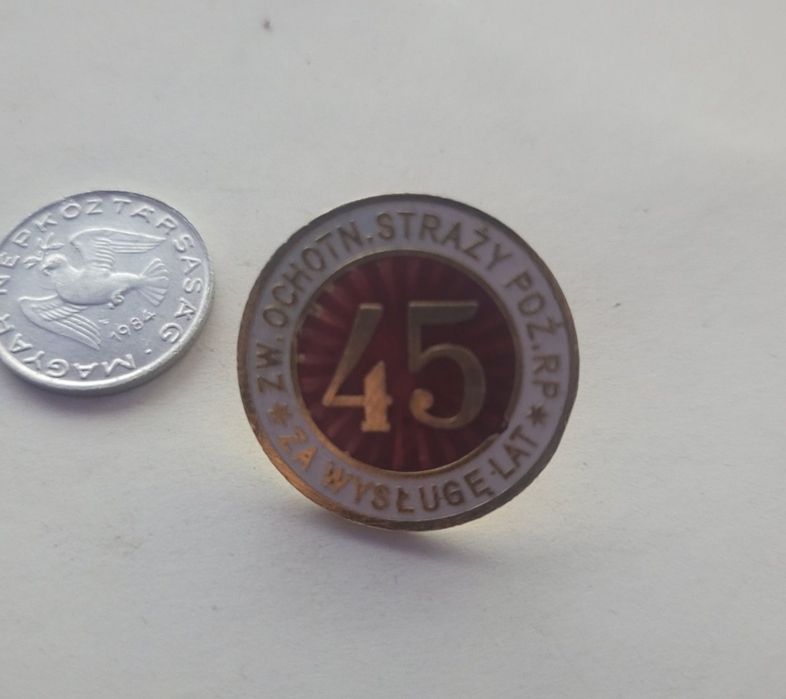 MAGYAR NÉPKÖZTÁRSASÁG
1984
ZW. OCHOTN. STRAŻY POŻ. RP
45
ZA WYSŁUGĘ LAT